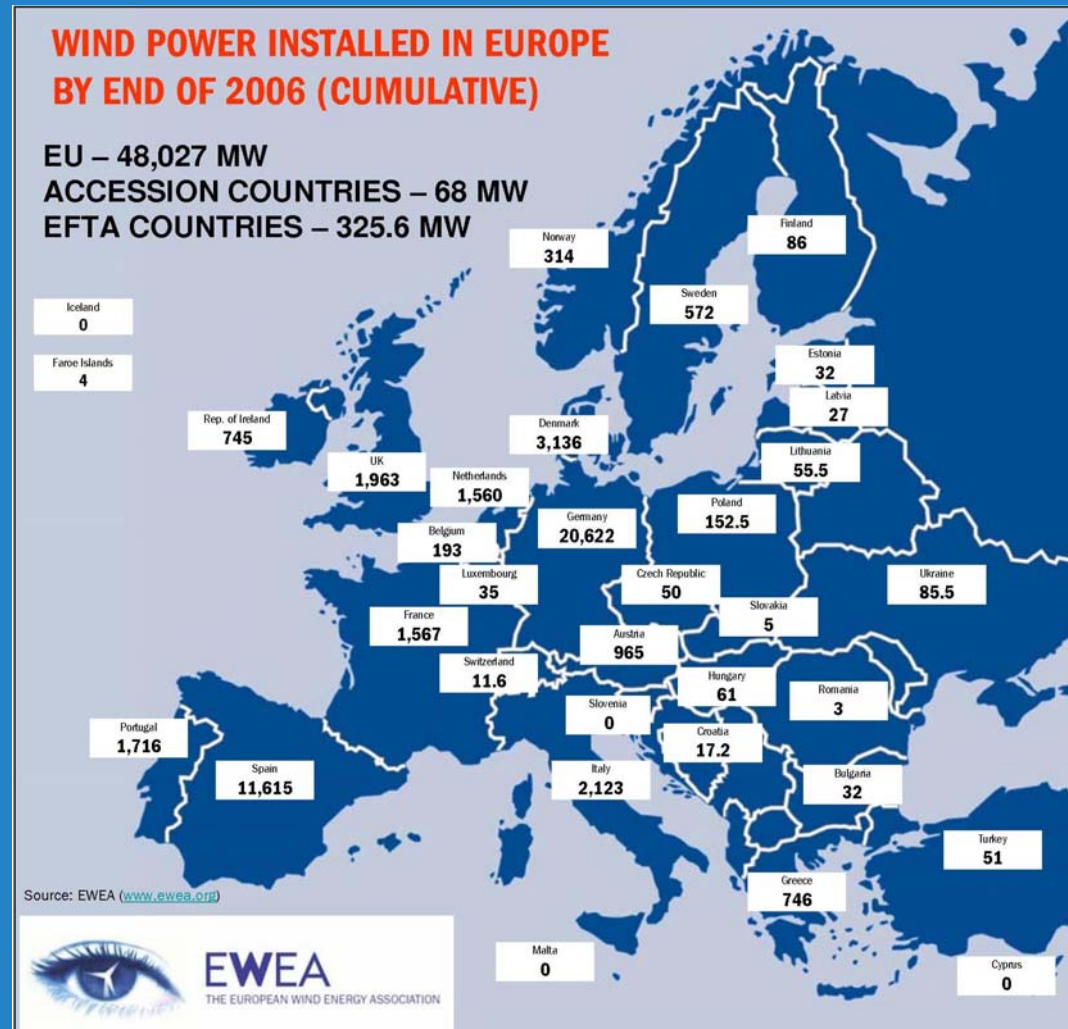 WIND POWER INSTALLED IN EUROPE
BY END OF 2006 (CUMULATIVE)
EU – 48,027 MW
ACCESSION COUNTRIES – 68 MW
EFTA COUNTRIES – 325.6 MW
Norway
314
Finland
86
Iceland
0
Sweden
572
Faroe Islands
4
Estonia
32
Latvia
27
Rep. of Ireland
745
Denmark
3,136
Lithuania
55.5
UK
1,963
Netherlands
1,560
Poland
152.5
Germany
20,622
Belgium
193
Luxembourg
35
Czech Republic
50
Ukraine
85.5
Slovakia
5
France
1,567
Austria
965
Switzerland
11.6
Hungary
61
Romania
3
Slovenia
0
Croatia
17.2
Portugal
1,716
Spain
11,615
Italy
2,123
Bulgaria
32
Turkey
51
Greece
746
Source: EWEA (www.ewea.org)
Malta
0
Cyprus
0
EWEA
THE EUROPEAN WIND ENERGY ASSOCIATION